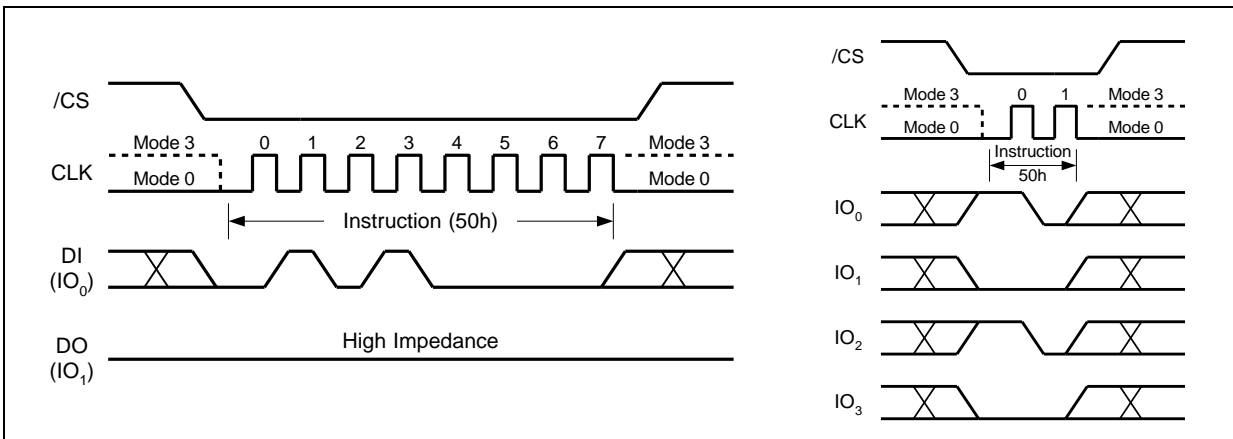 /CS
Mode 3 0 1 2 3 4 5 6 7 Mode 3
CLK
Mode 0 Mode 0
Instruction (50h)
DI
(IO0)
High Impedance
DO
(IO1)
/CS
Mode 3 0 1 Mode 3
CLK
Mode 0 Mode 0
Instruction
50h
IO0
IO1
IO2
IO3